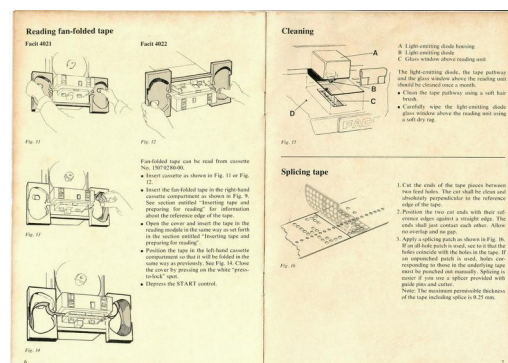 Reading fan-folded tape
Facit 4021
Facit 4022
Fig. 11
Fig. 12
Fan-folded tape can be read from cassette
No. 1507 02 80-00.
• Insert cassette as shown in Fig. 11 or Fig.
12.
• Insert the fan-folded tape in the right-hand
cassette compartment as shown in Fig. 9.
See section entitled "Inserting tape and
preparing for reading" for information
about the reference edge of the tape.
• Open the cover and insert the tape in the
reading module in the same way as set forth
in the section entitled "Inserting tape and
preparing for reading".
• Position the tape in the left-hand cassette
compartment so that it will be folded in the
same way as previously. See Fig. 14. Close
the cover by pressing on the white "press-
to-lock" spot.
• Depress the START control.
Fig. 13
Fig. 14
6
Cleaning
A
B
C
D
Fig. 15
A Light-emitting diode housing
B Light-emitting diode
C Glass window above reading unit
The light-emitting diode, the tape pathway
and the glass window above the reading unit
should be cleaned once a month.
• Clean the tape pathway using a soft hair
brush.
• Carefully wipe the light-emitting diode
glass window above the reading unit using
a soft dry rag.
Splicing tape
Fig. 16
1. Cut the ends of the tape pieces between
two feed holes. The cut shall be clean and
absolutely perpendicular to the reference
edge of the tape.
2. Position the two cut ends with their ref-
erence edges against a straight edge. The
ends shall just contact each other. Allow
no overlap and no gap.
3. Apply a splicing patch as shown in Fig. 16.
If an all-hole patch is used, see to it that the
holes coincide with the holes in the tape. If
an unpunched patch is used, holes cor-
responding to those in the underlying tape
must be punched out manually. Splicing is
easier if you use a splicer provided with
guide pins and cutter.
Note: The maximum permissible thickness
of the tape including splice is 0.25 mm.
7